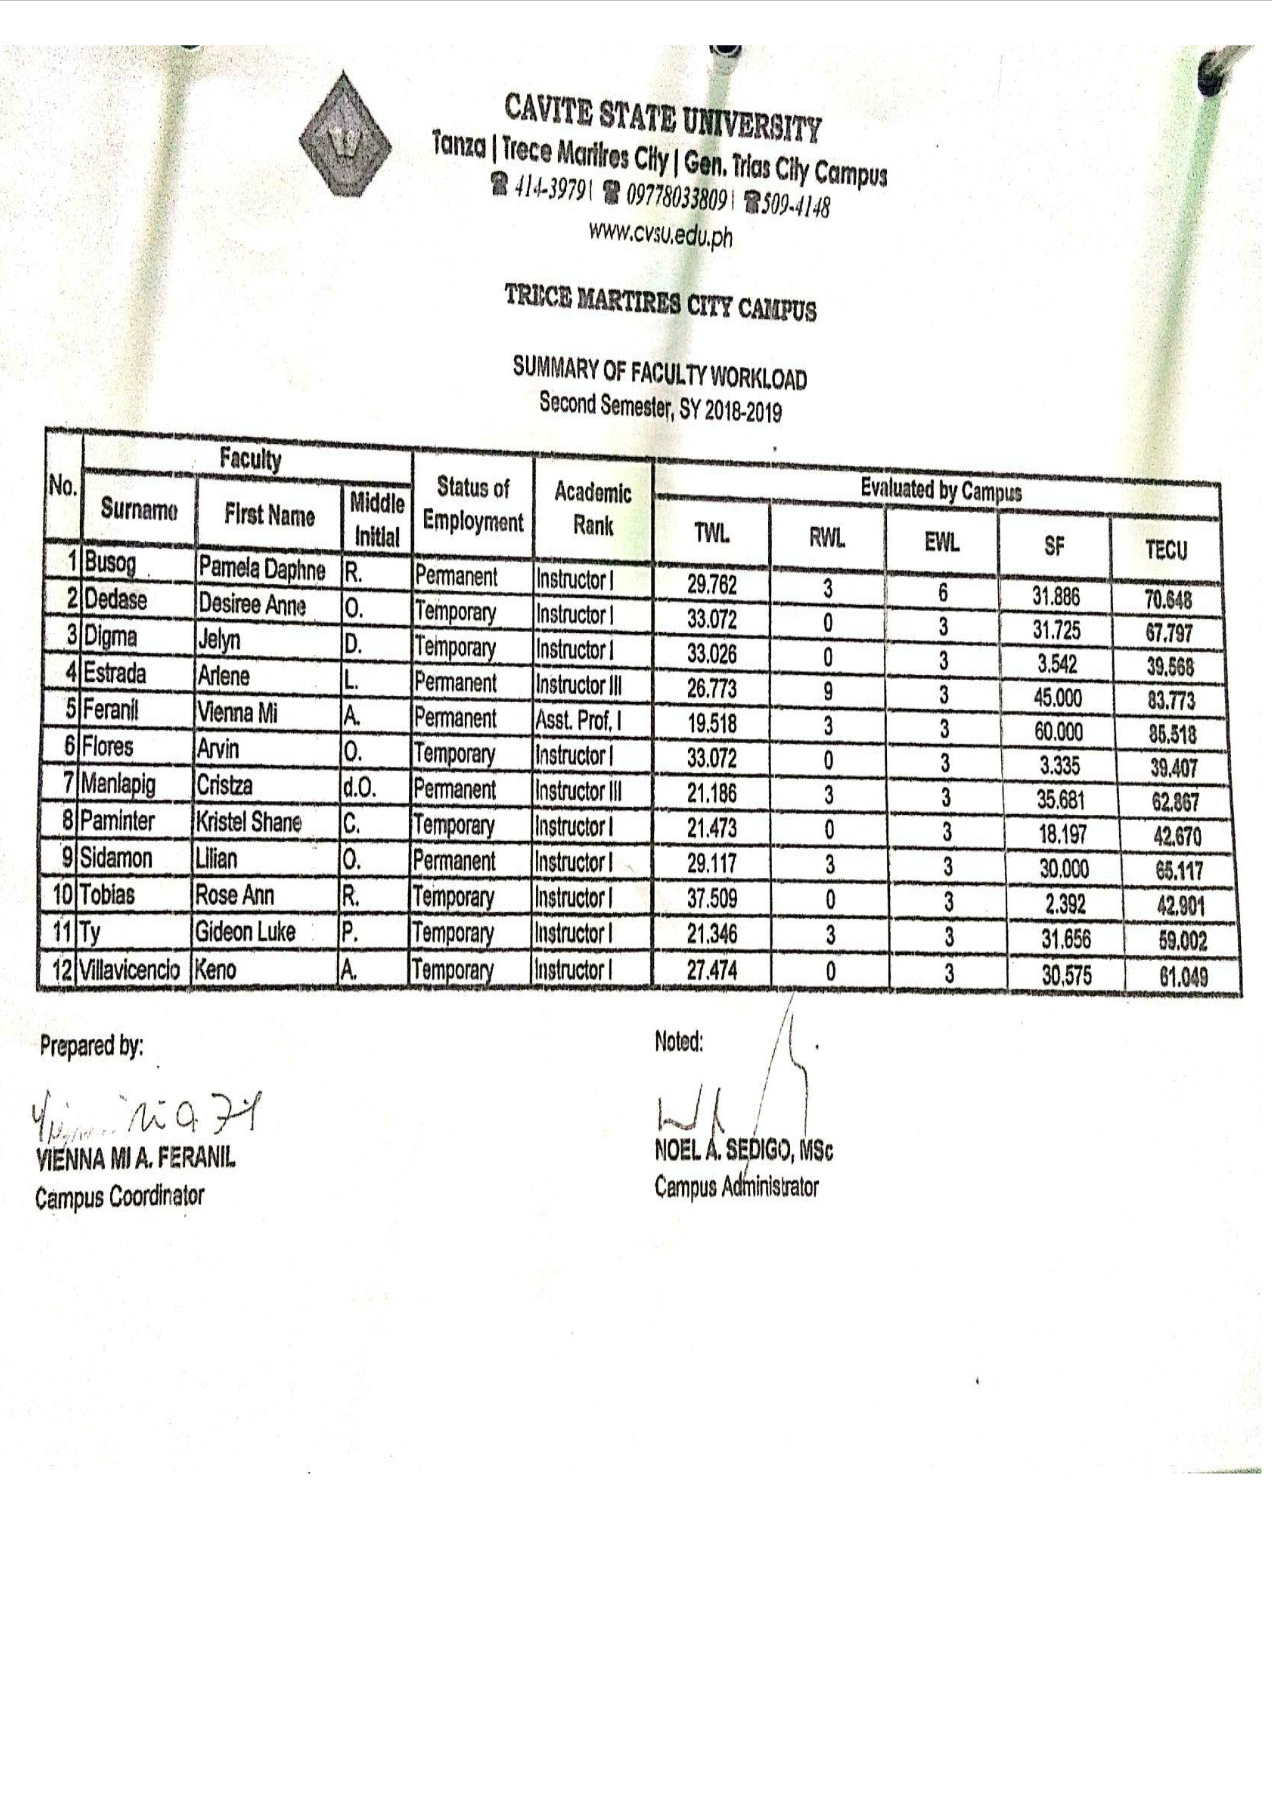 CAVITE STATE UNIVERSITY
Tanza | Trece Martires City | Gen. Trias City Campus
☎ 414-3979| ☎ 09778033809| ☎509-4148
www.cvsu.edu.ph
TRECE MARTIRES CITY CAMPUS
SUMMARY OF FACULTY WORKLOAD
Second Semester, SY 2018-2019
No. Faculty Status of Employment Academic Rank Evaluated by Campus
Surname First Name Middle Initial TWL RWL EWL SF TECU
1 Busog Pamela Daphne R. Permanent Instructor I 29.762 3 6 31.886 70.648
2 Dedase Desiree Anne O. Temporary Instructor I 33.072 0 3 31.725 67.797
3 Digma Jelyn D. Temporary Instructor I 33.026 0 3 3.542 39.568
4 Estrada Arlene L. Permanent Instructor III 26.773 9 3 45.000 83.773
5 Feranil Vienna Mi A. Permanent Asst. Prof. I 19.518 3 3 60.000 85.518
6 Flores Arvin O. Temporary Instructor I 33.072 0 3 3.335 39.407
7 Manlapig Cristza d.O. Permanent Instructor III 21.186 3 3 35.681 62.867
8 Paminter Kristel Shane C. Temporary Instructor I 21.473 0 3 18.197 42.670
9 Sidamon Lilian O. Permanent Instructor I 29.117 3 3 30.000 65.117
10 Tobias Rose Ann R. Temporary Instructor I 37.509 0 3 2.392 42.901
11 Ty Gideon Luke P. Temporary Instructor I 21.346 3 3 31.656 59.002
12 Villavicencio Keno A. Temporary Instructor I 27.474 0 3 30.575 61.049
Prepared by: Noted:
VIENNA MI A. FERANIL NOEL A. SEDIGO, MSc
Campus Coordinator Campus Administrator